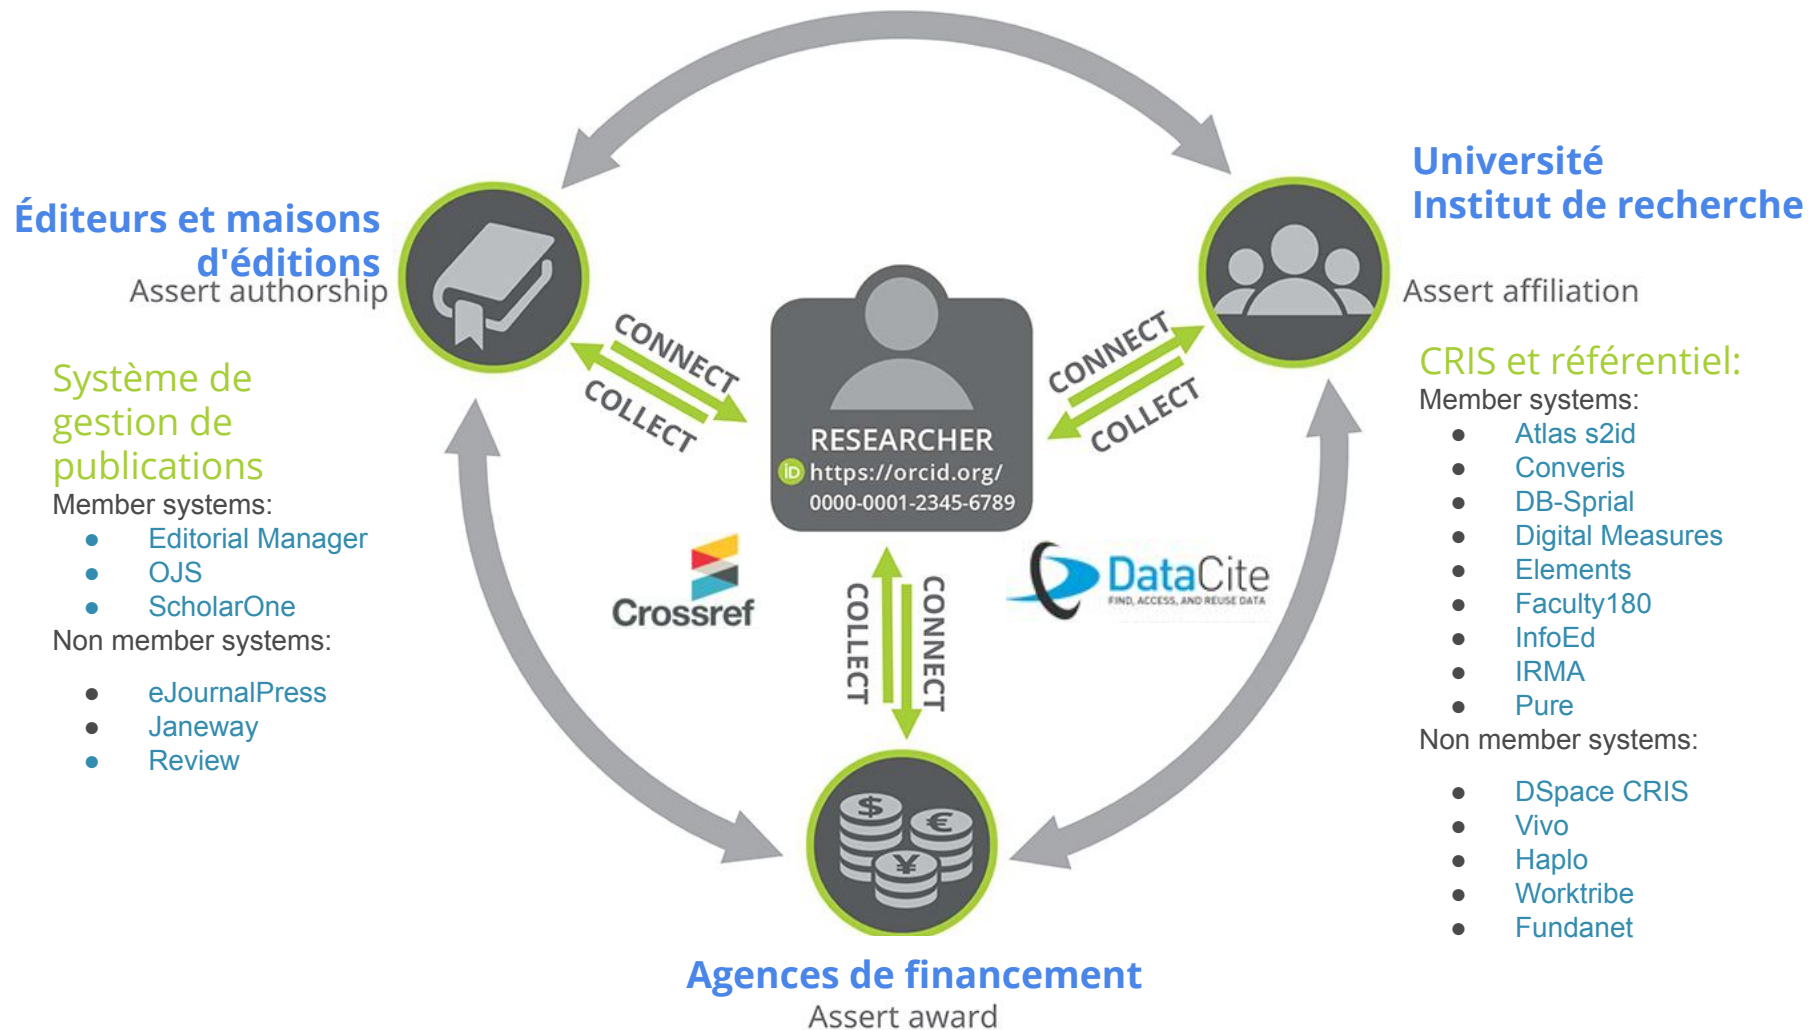 Éditeurs et maisons
d'éditions
Assert authorship
Système de
gestion de
publications
Member systems:
● Editorial Manager
● OJS
● ScholarOne
Non member systems:
● eJournalPress
● Janeway
● Review
CONNECT
COLLECT
RESEARCHER
iD https://orcid.org/
0000-0001-2345-6789
CONNECT
COLLECT
Crossref
DataCite
FIND, ACCESS, AND REUSE DATA
COLLECT
CONNECT
$
€
¥
Agences de financement
Assert award
Université
Institut de recherche
Assert affiliation
CRIS et référentiel:
Member systems:
● Atlas s2id
● Converis
● DB-Sprial
● Digital Measures
● Elements
● Faculty180
● InfoEd
● IRMA
● Pure
Non member systems:
● DSpace CRIS
● Vivo
● Haplo
● Worktribe
● Fundanet